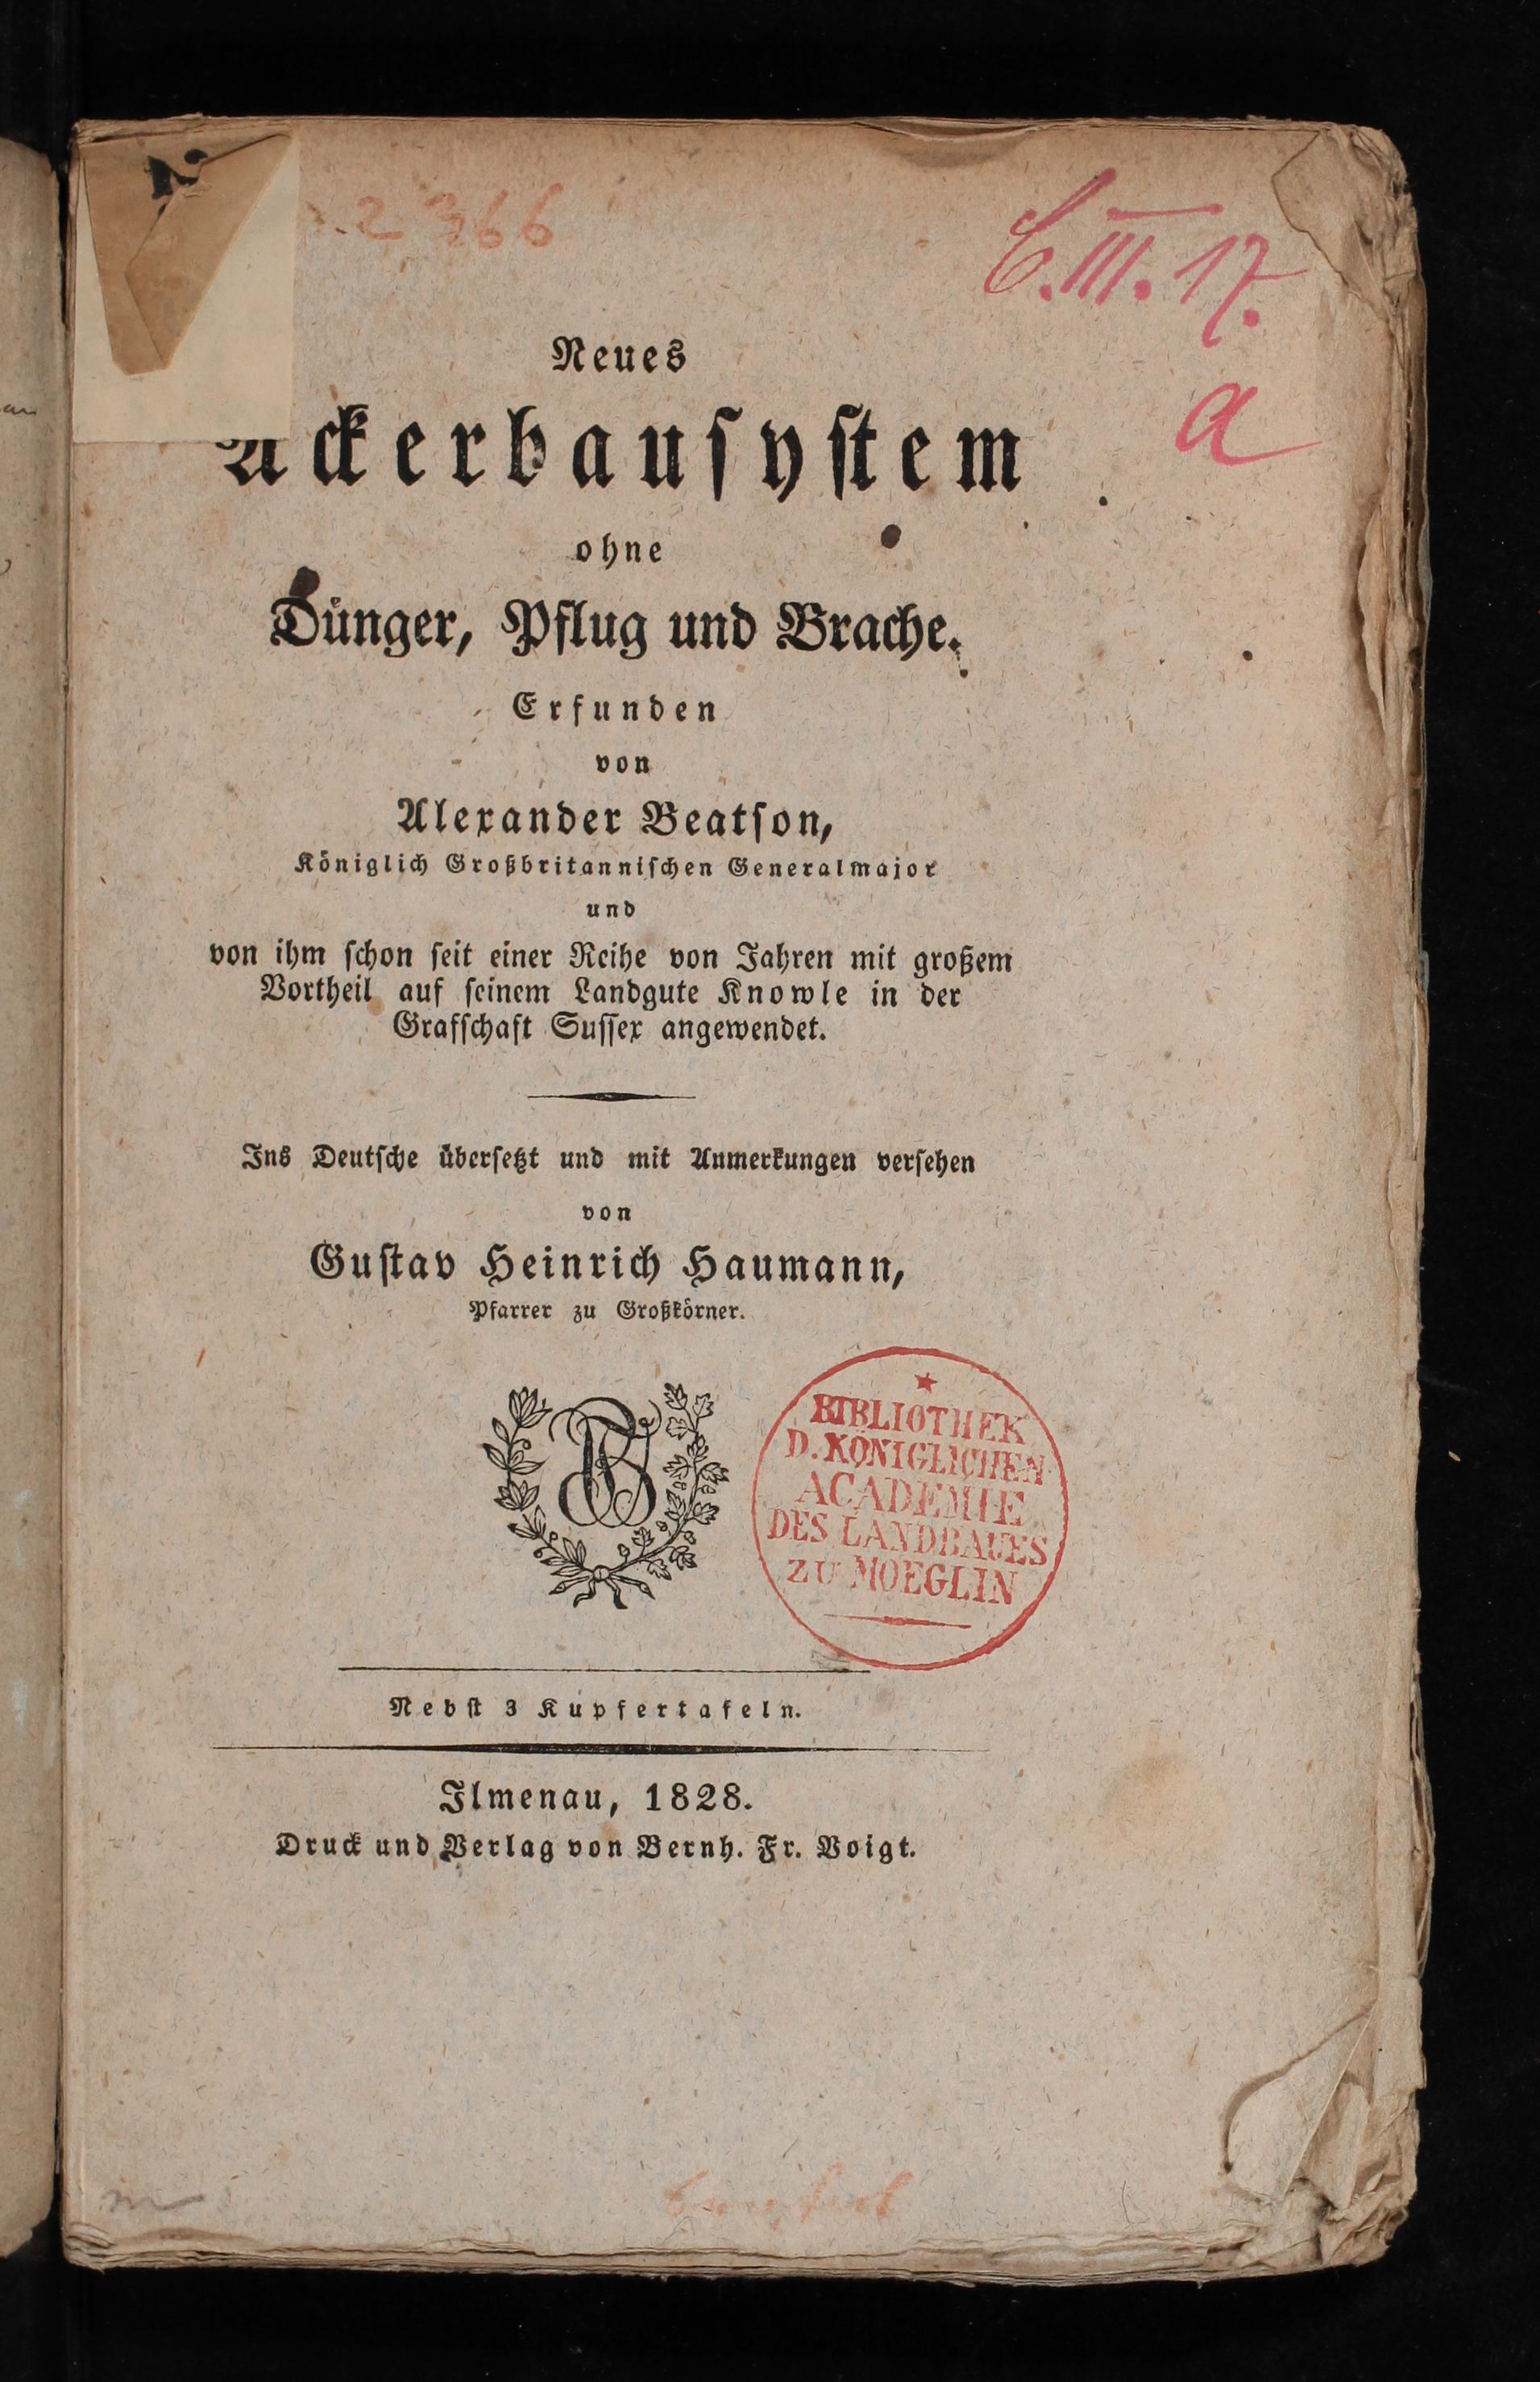 2366
C.III.17.
a
Neues
Ackerbausystem
ohne
Dünger, Pflug und Brache.
Erfunden
von
Alexander Beatson,
Königlich Großbritannischen Generalmajor
und
von ihm schon seit einer Reihe von Jahren mit großem
Vortheil auf seinem Landgute Knowle in der
Grafschaft Sussex angewendet.
Ins Deutsche übersetzt und mit Anmerkungen versehen
von
Gustav Heinrich Haumann,
Pfarrer zu Großkörner.
BIBLIOTHEK
D. KÖNIGLICHEN
ACADEMIE
DES LANDBAUES
ZU MOEGLIN
Nebst 3 Kupfertafeln.
Ilmenau, 1828.
Druck und Verlag von Bernh. Fr. Voigt.